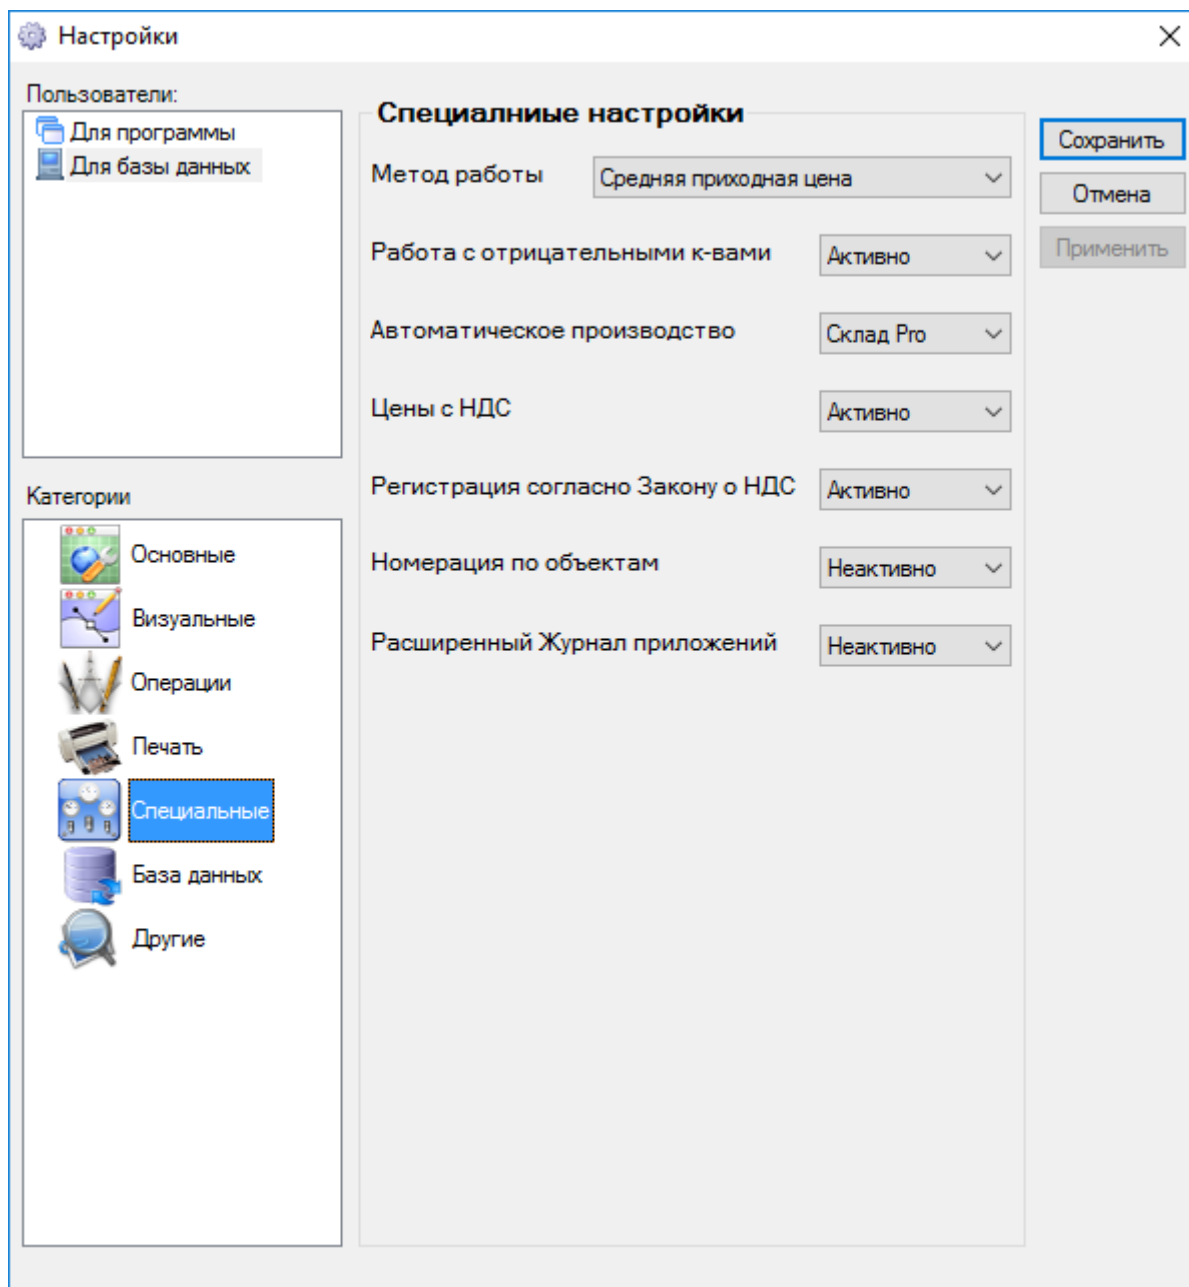 Настройки
Пользователи:
Для программы
Для базы данных
Категории
Основные
Визуальные
Операции
Печать
Специальные
База данных
Другие
Специалниые настройки
Метод работы Средняя приходная цена
Работа с отрицательными к-вами Активно
Автоматическое производство Склад Pro
Цены с НДС Активно
Регистрация согласно Закону о НДС Активно
Номерация по объектам Неактивно
Расширенный Журнал приложений Неактивно
Сохранить
Отмена
Применить